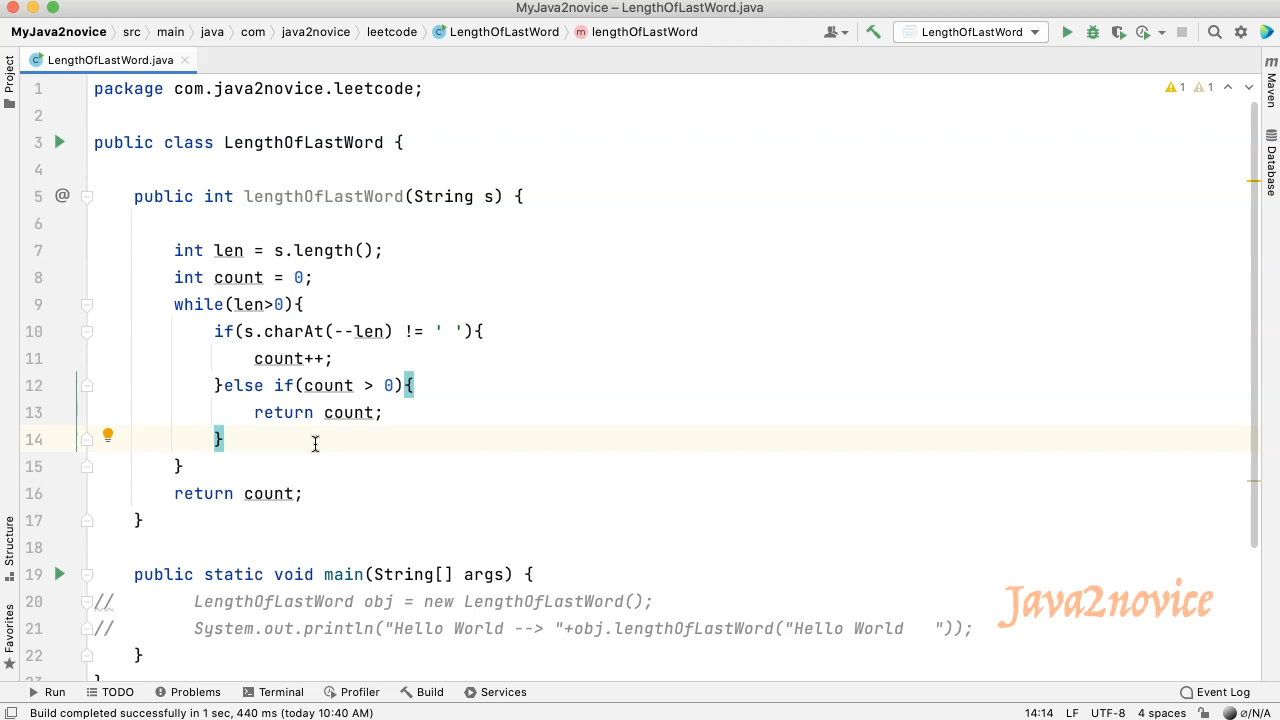 MyJava2novice – LengthOfLastWord.java
MyJava2novice src main java com java2novice leetcode LengthOfLastWord lengthOfLastWord LengthOfLastWord
Project
LengthOfLastWord.java
Maven
Database
1 package com.java2novice.leetcode; 1 1
2
3 public class LengthOfLastWord {
4
5 @ public int lengthOfLastWord(String s) {
6
7 int len = s.length();
8 int count = 0;
9 while(len>0){
10 if(s.charAt(--len) != ' '){
11 count++;
12 }else if(count > 0){
13 return count;
14 }
15 }
16 return count;
17 }
18
19 public static void main(String[] args) {
20 // LengthOfLastWord obj = new LengthOfLastWord();
21 // System.out.println("Hello World --> "+obj.lengthOfLastWord("Hello World   "));
22 }
Java2novice
Structure
Favorites
Run TODO Problems Terminal Profiler Build Services Event Log
Build completed successfully in 1 sec, 440 ms (today 10:40 AM) 14:14 LF UTF-8 4 spaces ⌀/N/A